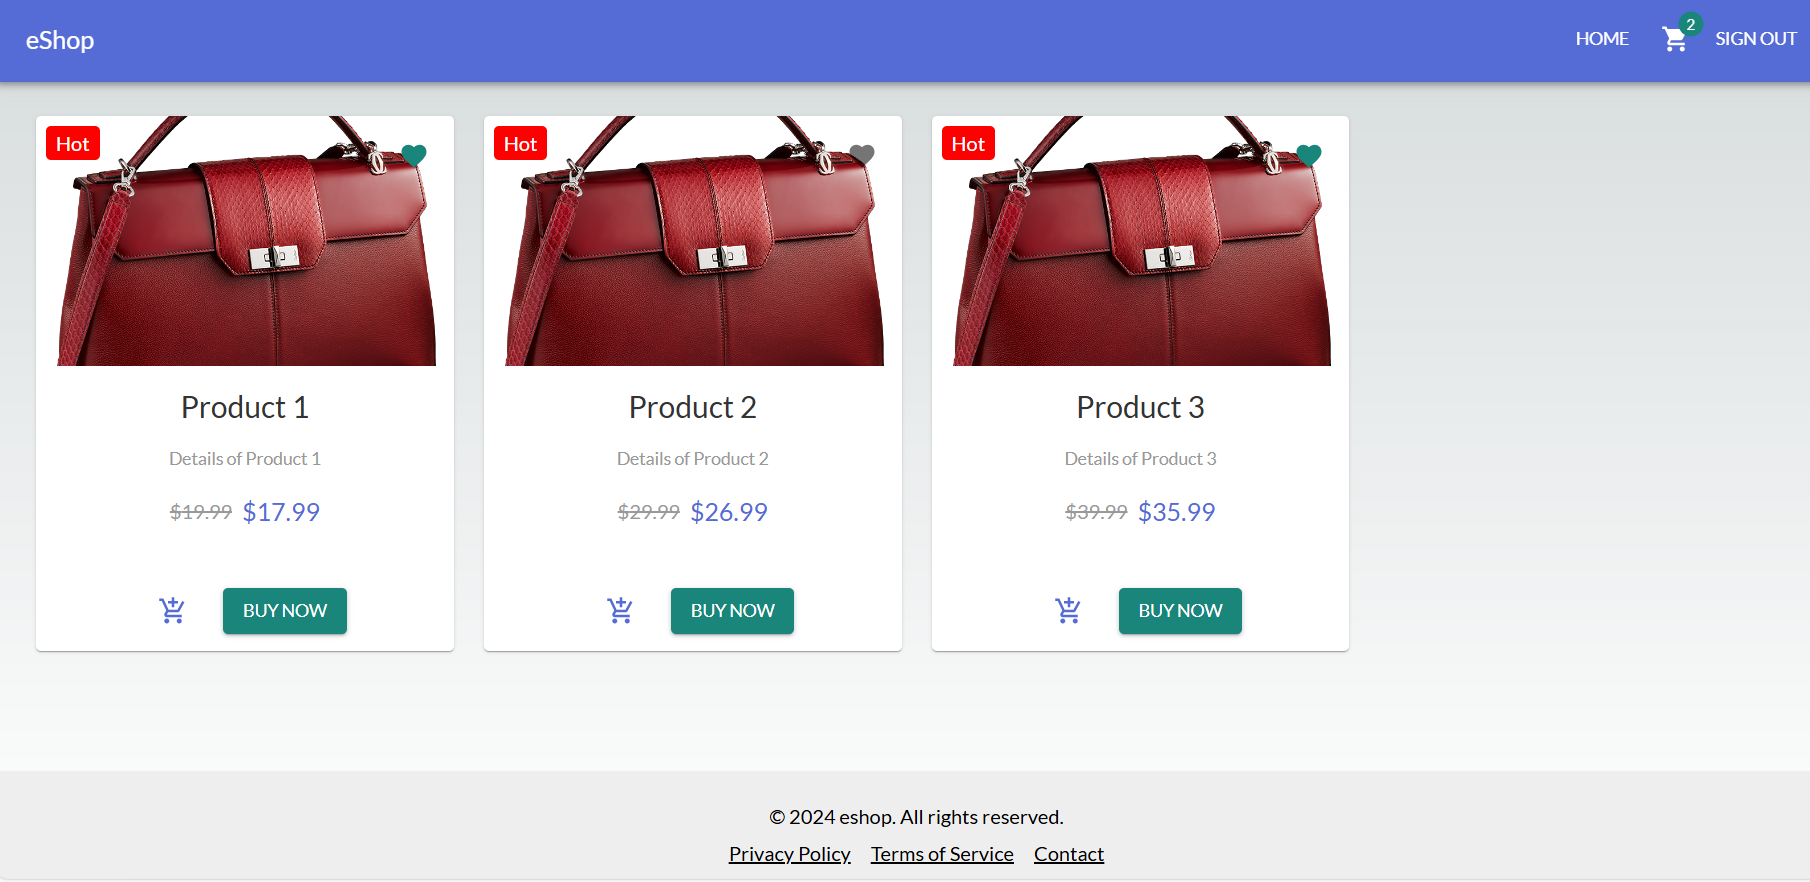 eShop
HOME
2
SIGN OUT
Hot
Hot
Hot
Product 1
Details of Product 1
$19.99 $17.99
BUY NOW
Product 2
Details of Product 2
$29.99 $26.99
BUY NOW
Product 3
Details of Product 3
$39.99 $35.99
BUY NOW
© 2024 eshop. All rights reserved.
Privacy Policy Terms of Service Contact